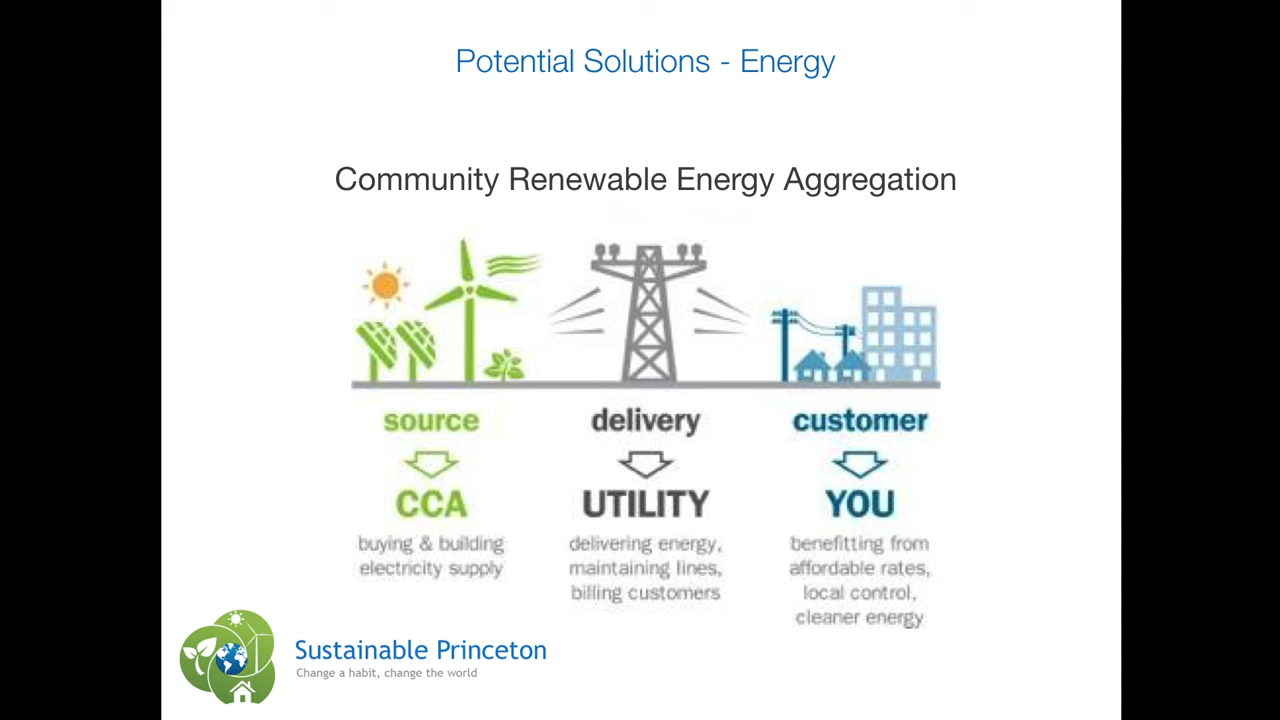 Potential Solutions - Energy
Community Renewable Energy Aggregation
source
CCA
buying & building
electricity supply
delivery
UTILITY
delivering energy,
maintaining lines,
billing customers
customer
YOU
benefitting from
affordable rates,
local control,
cleaner energy
Sustainable Princeton
Change a habit, change the world